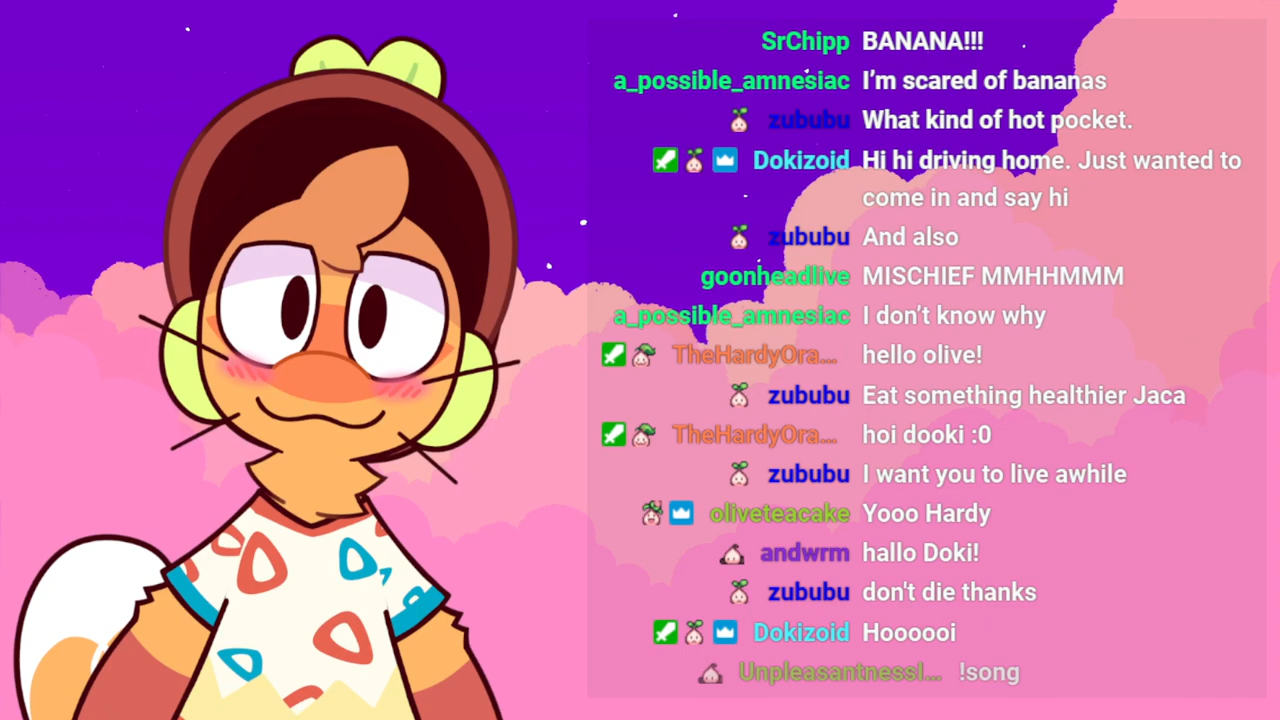 SrChipp BANANA!!!
a_possible_amnesiac I'm scared of bananas
zububu What kind of hot pocket.
Dokizoid Hi hi driving home. Just wanted to
come in and say hi
zububu And also
goonheadlive MISCHIEF MMHHMMM
a_possible_amnesiac I don't know why
TheHardyOra... hello olive!
zububu Eat something healthier Jaca
TheHardyOra... hoi dooki :0
zububu I want you to live awhile
oliveteacake Yooo Hardy
andwrm hallo Doki!
zububu don't die thanks
Dokizoid Hoooooi
Unpleasantnessl... !song